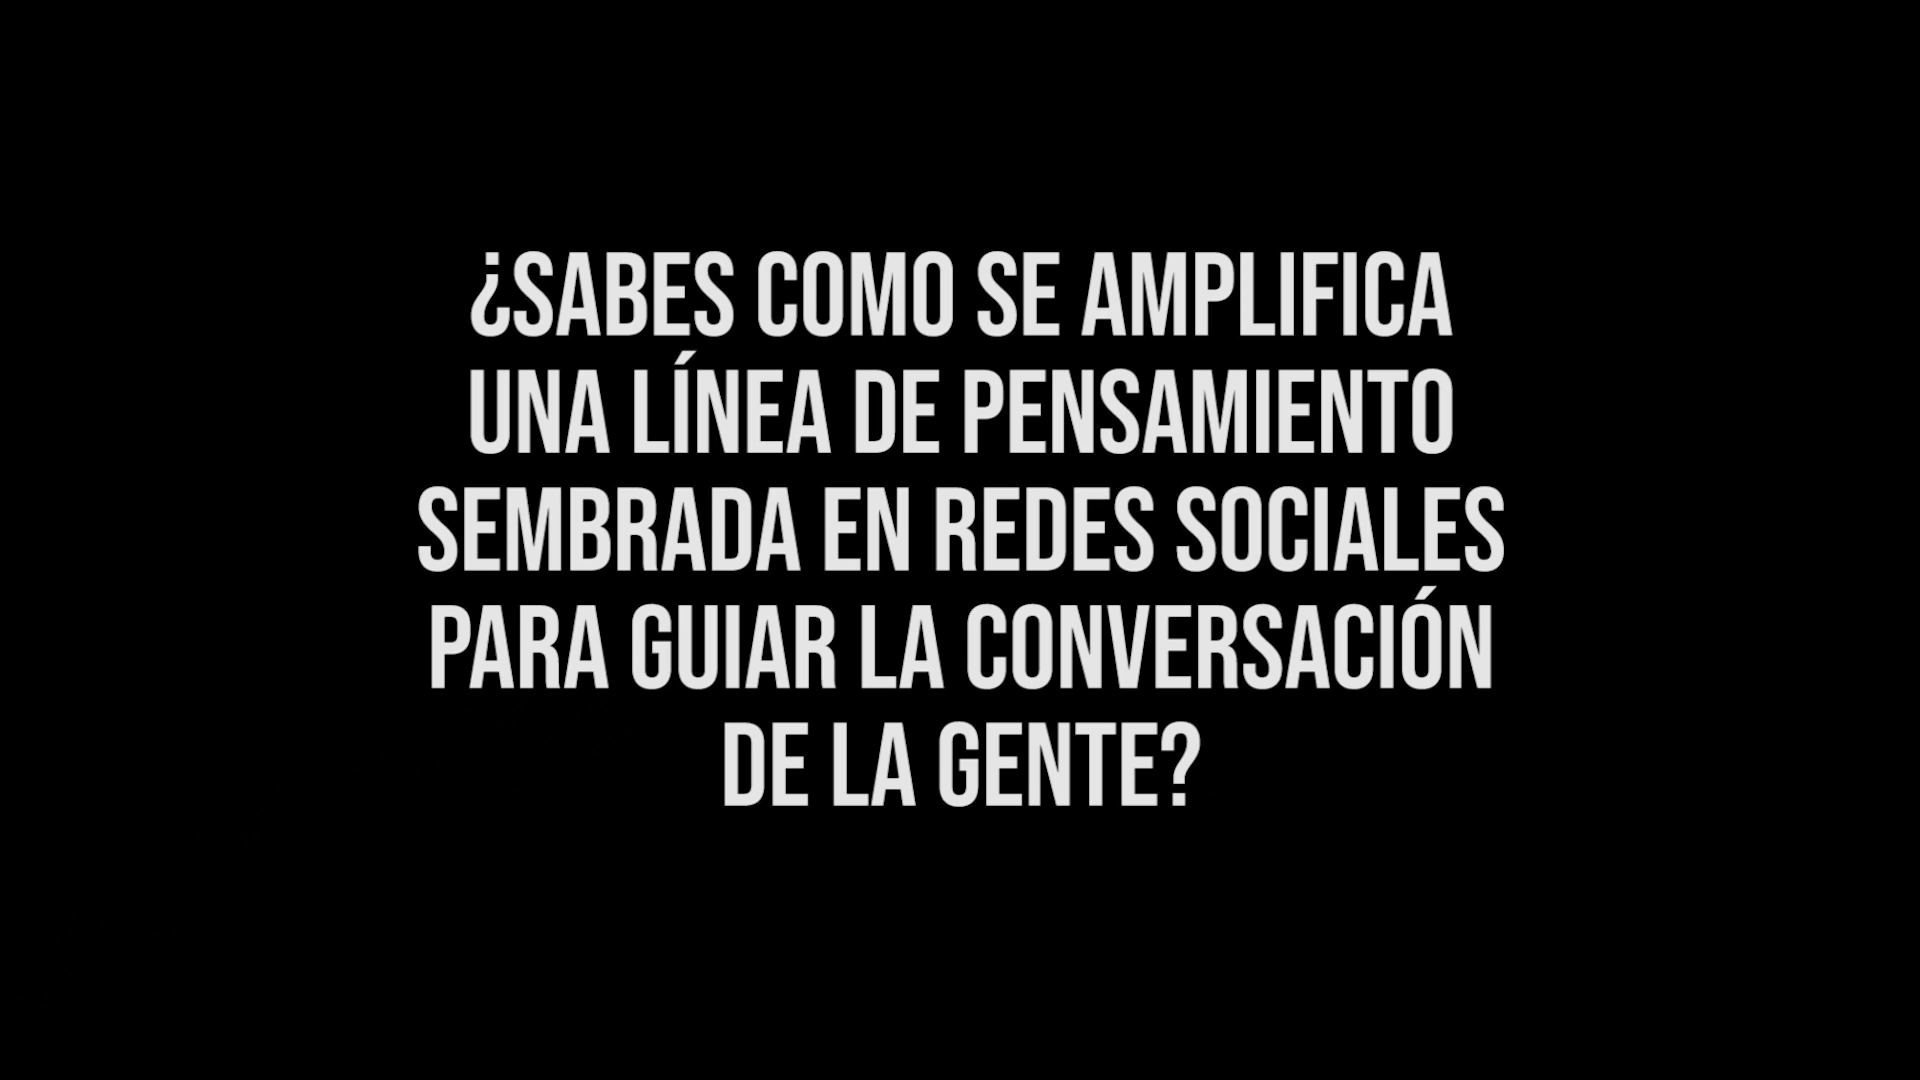 ¿SABES COMO SE AMPLIFICA
UNA LÍNEA DE PENSAMIENTO
SEMBRADA EN REDES SOCIALES
PARA GUIAR LA CONVERSACIÓN
DE LA GENTE?